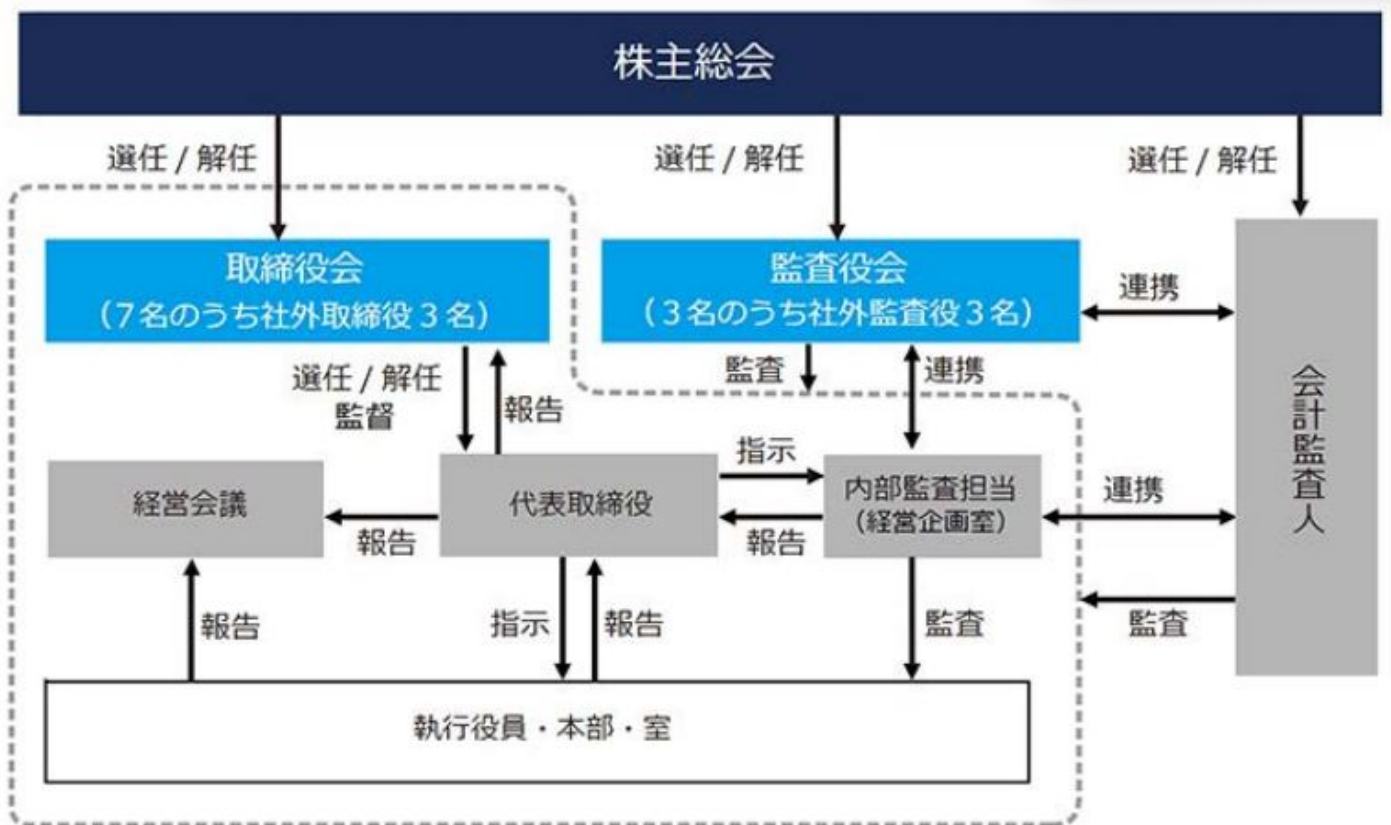 株主総会
選任 / 解任
選任 / 解任
選任 / 解任
取締役会
(7名のうち社外取締役3名)
監査役会
(3名のうち社外監査役3名)
連携
会計監査人
選任 / 解任
監督
報告
監査
連携
経営会議
報告
代表取締役
指示
報告
内部監査担当
(経営企画室)
連携
報告
指示
報告
監査
監査
執行役員・本部・室